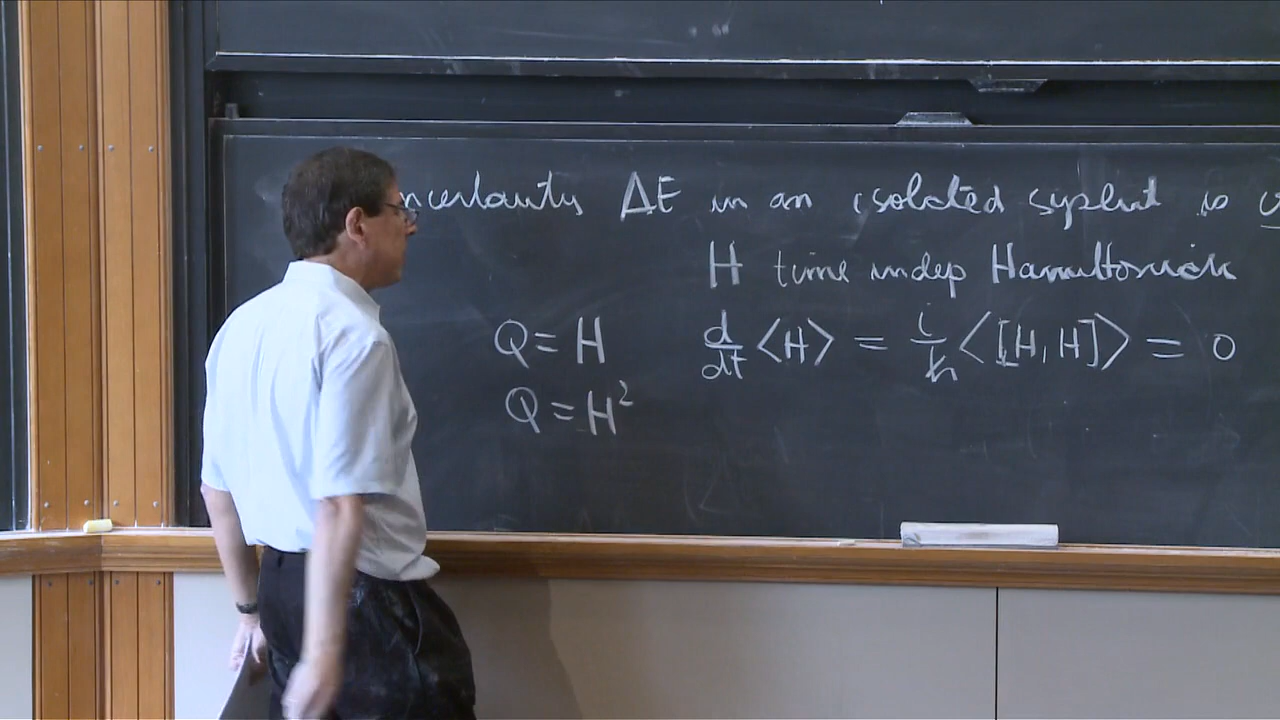 ncertainty ΔE in an isolated system is
H time indep Hamiltonian
Q = H d/dt <H> = i/ħ <[H, H]> = 0
Q = H²